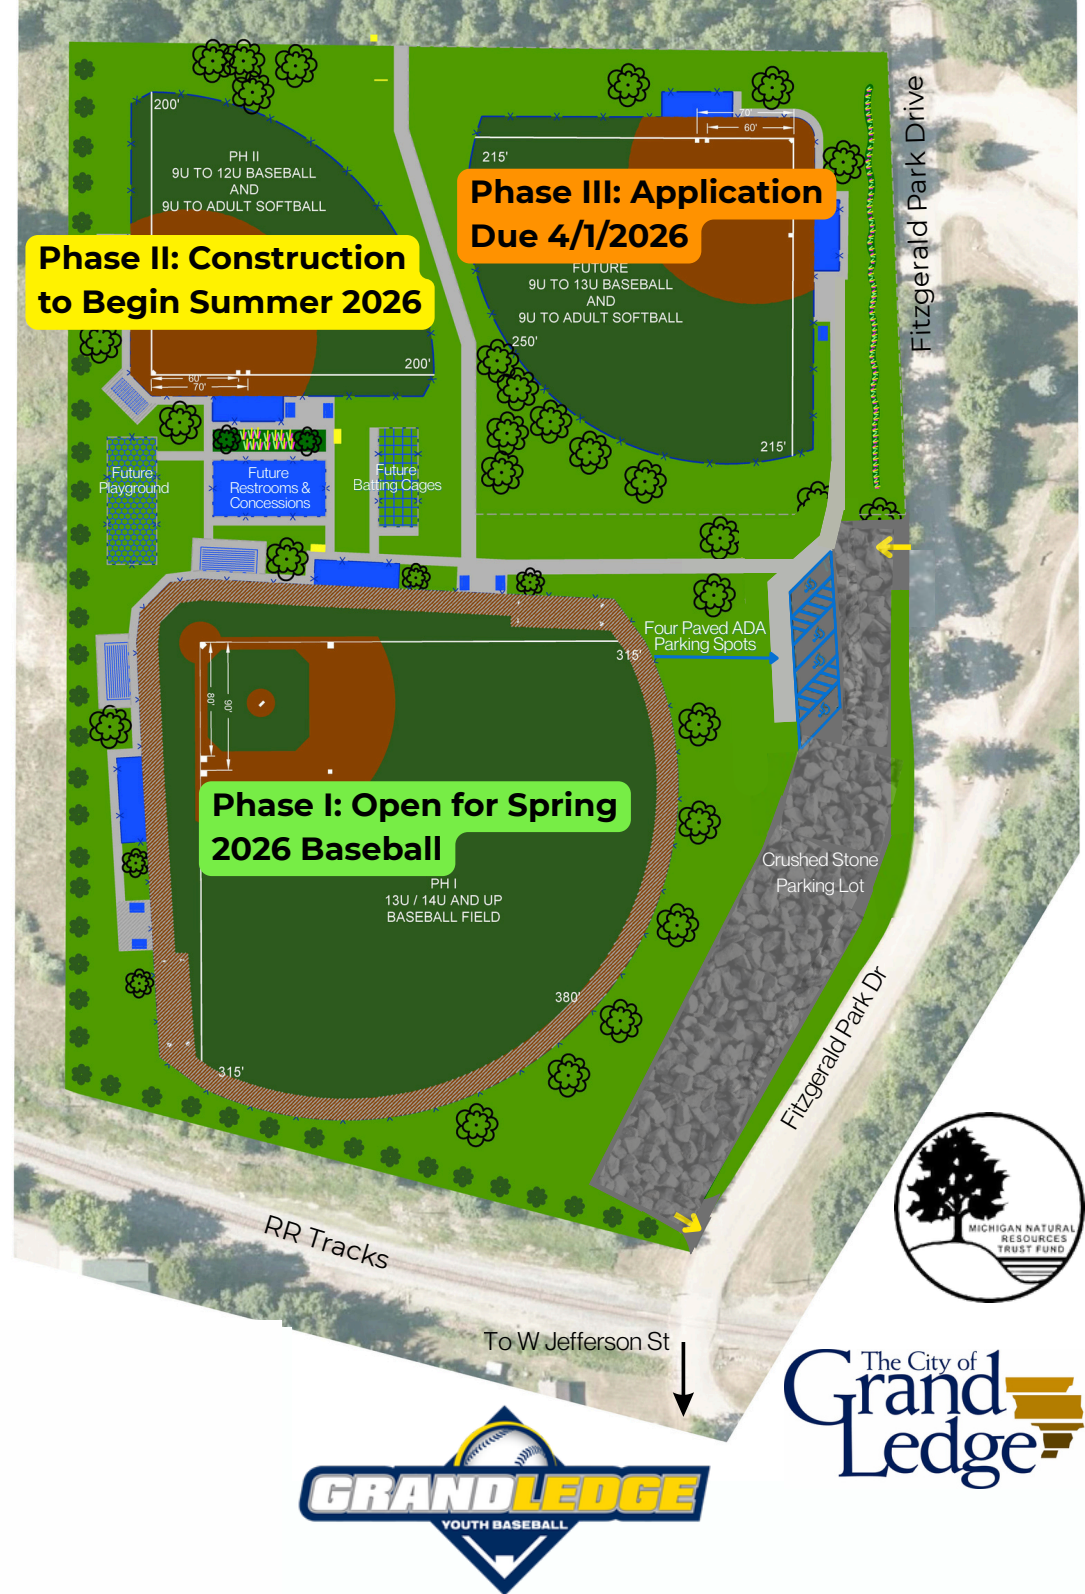 200'
PH II
9U TO 12U BASEBALL
AND
9U TO ADULT SOFTBALL
Phase II: Construction
to Begin Summer 2026
200'
60'
70'
70'
60'
215'
Phase III: Application
Due 4/1/2026
FUTURE
9U TO 13U BASEBALL
AND
9U TO ADULT SOFTBALL
250'
215'
Fitzgerald Park Drive
Future
Playground
Future
Restrooms &
Concessions
Future
Batting Cages
Four Paved ADA
Parking Spots
315'
80'
90'
Phase I: Open for Spring
2026 Baseball
PH I
13U / 14U AND UP
BASEBALL FIELD
380'
315'
Crushed Stone
Parking Lot
Fitzgerald Park Dr
RR Tracks
To W Jefferson St
MICHIGAN NATURAL
RESOURCES
TRUST FUND
The City of
Grand
Ledge
GRANDLEDGE
YOUTH BASEBALL